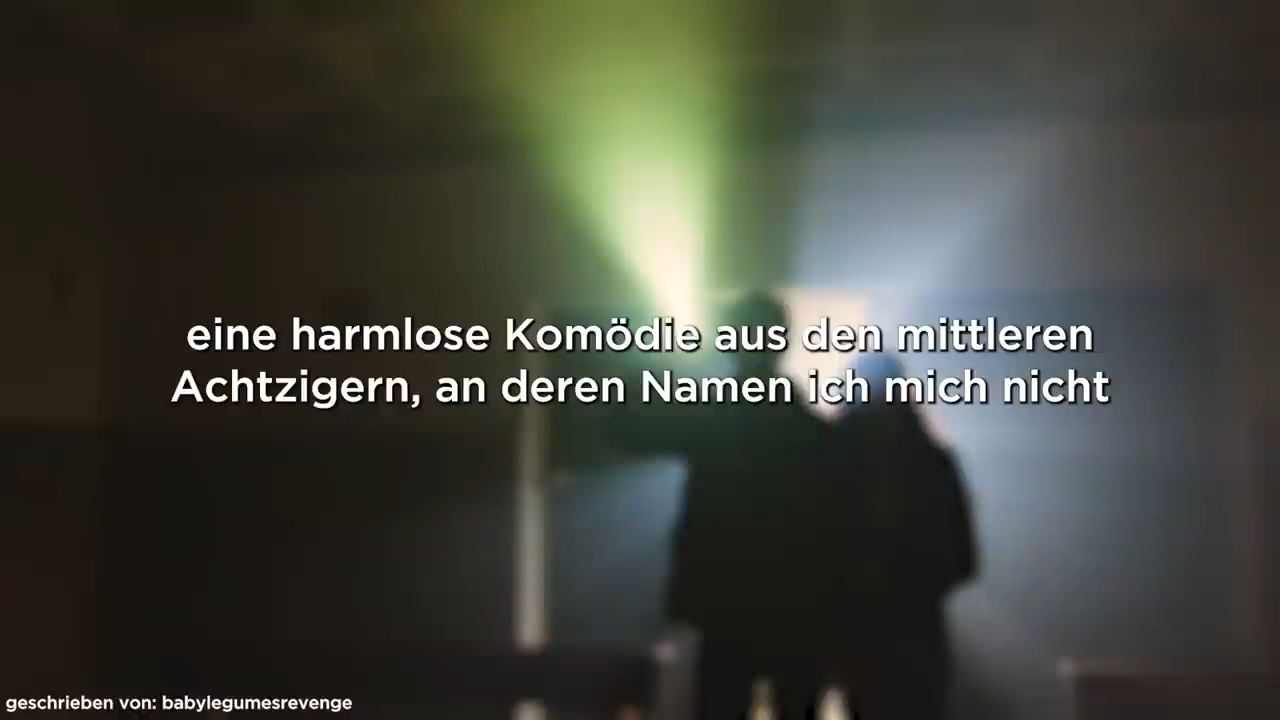 eine harmlose Komödie aus den mittleren
Achtzigern, an deren Namen ich mich nicht
geschrieben von: babylegumesrevenge